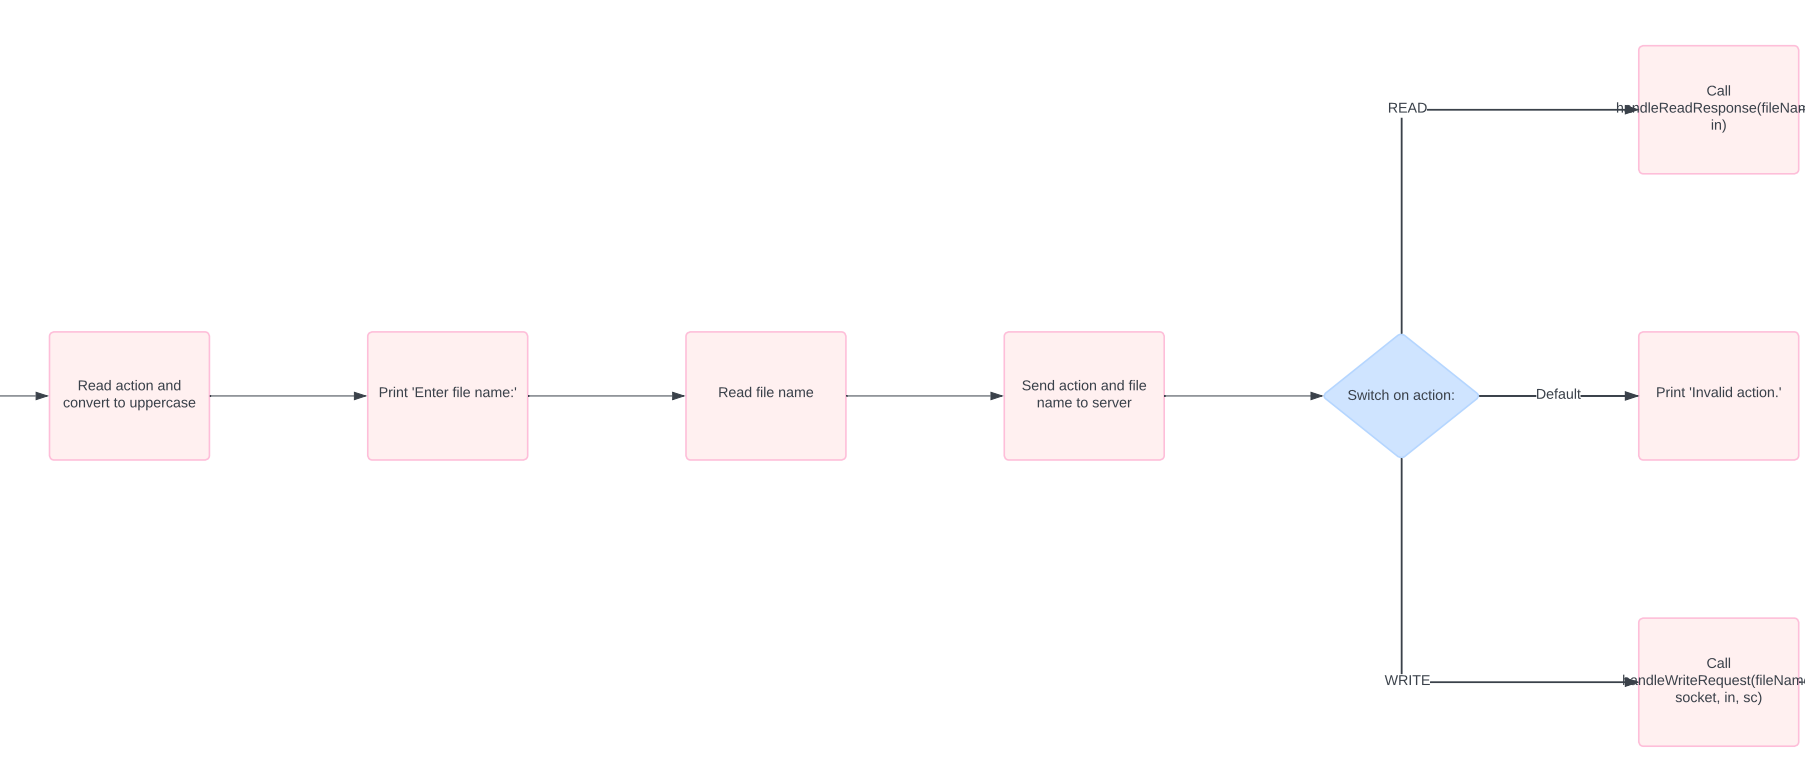 Read action and
convert to uppercase
Print 'Enter file name:'
Read file name
Send action and file
name to server
Switch on action:
READ
Call
handleReadResponse(fileNam
in)
Default
Print 'Invalid action.'
WRITE
Call
handleWriteRequest(fileName
socket, in, sc)